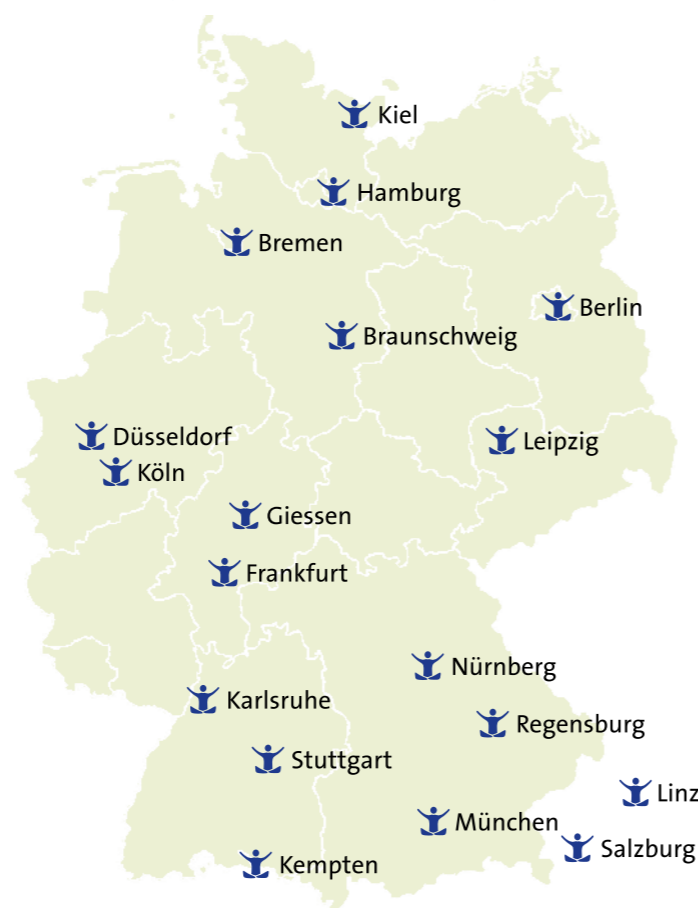 Kiel
Hamburg
Bremen
Berlin
Braunschweig
Düsseldorf
Leipzig
Köln
Giessen
Frankfurt
Nürnberg
Karlsruhe
Regensburg
Stuttgart
Linz
München
Salzburg
Kempten